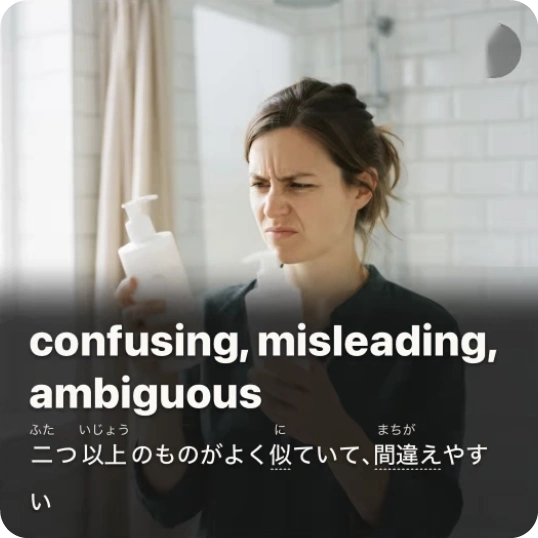 confusing, misleading,
ambiguous
ふた いじょう に まちが
二つ以上のものがよく似ていて、間違えやす
い